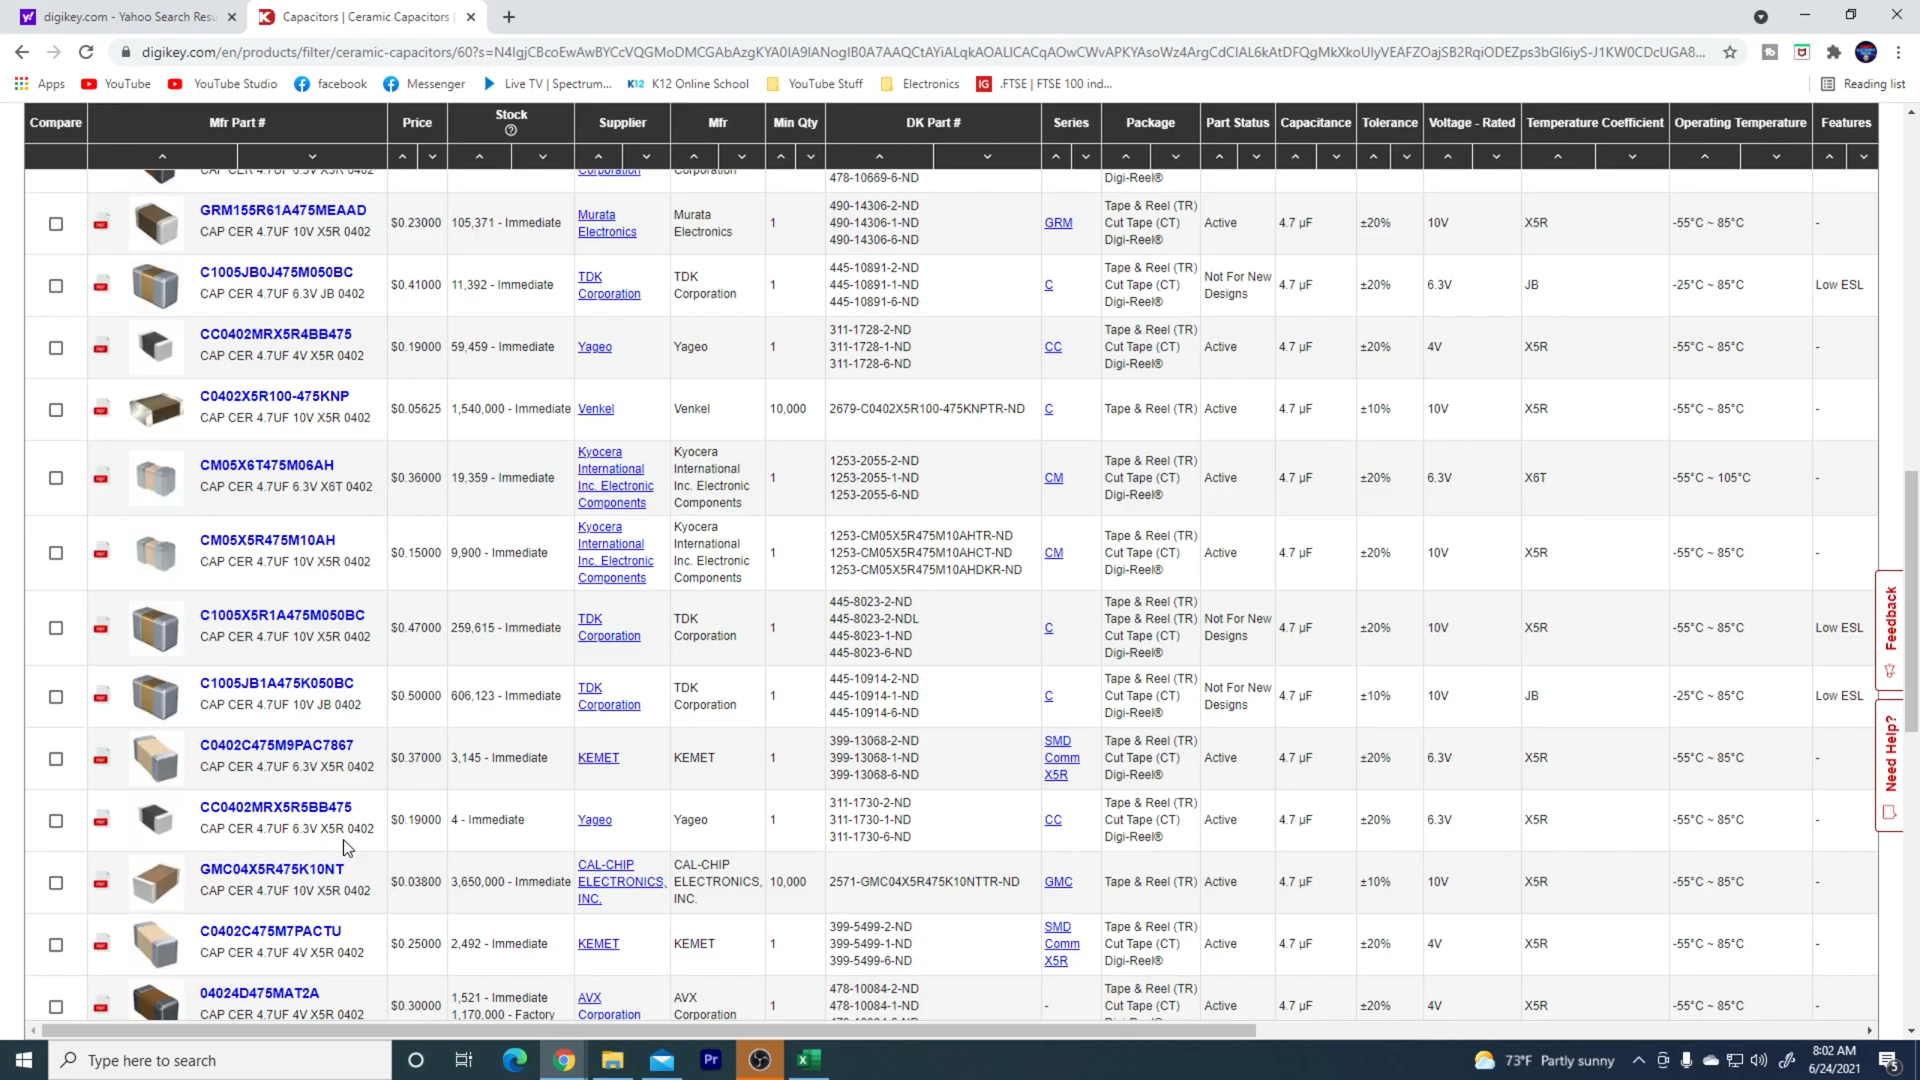 digikey.com - Yahoo Search Resu
Capacitors | Ceramic Capacitors
digikey.com/en/products/filter/ceramic-capacitors/60?s=
Apps
YouTube
YouTube Studio
facebook
Messenger
Live TV | Spectrum...
K12 K12 Online School
YouTube Stuff
Electronics
IG .FTSE | FTSE 100 ind...
Reading list
Compare Mfr Part # Price Stock Supplier Mfr Min Qty DK Part # Series Package Part Status Capacitance Tolerance Voltage - Rated Temperature Coefficient Operating Temperature Features
CAP CER 4.7UF 6.3V X5R 0402
Corporation
Corporation
478-10669-6-ND
Digi-Reel®
GRM155R61A475MEAAD
CAP CER 4.7UF 10V X5R 0402
$0.23000
105,371 - Immediate
Murata
Electronics
Murata
Electronics
1
490-14306-2-ND
490-14306-1-ND
490-14306-6-ND
GRM
Tape & Reel (TR)
Cut Tape (CT)
Digi-Reel®
Active
4.7 µF
±20%
10V
X5R
-55°C ~ 85°C
-
C1005JB0J475M050BC
CAP CER 4.7UF 6.3V JB 0402
$0.41000
11,392 - Immediate
TDK
Corporation
TDK
Corporation
1
445-10891-2-ND
445-10891-1-ND
445-10891-6-ND
C
Tape & Reel (TR)
Cut Tape (CT)
Digi-Reel®
Not For New
Designs
4.7 µF
±20%
6.3V
JB
-25°C ~ 85°C
Low ESL
CC0402MRX5R4BB475
CAP CER 4.7UF 4V X5R 0402
$0.19000
59,459 - Immediate
Yageo
Yageo
1
311-1728-2-ND
311-1728-1-ND
311-1728-6-ND
CC
Tape & Reel (TR)
Cut Tape (CT)
Digi-Reel®
Active
4.7 µF
±20%
4V
X5R
-55°C ~ 85°C
-
C0402X5R100-475KNP
CAP CER 4.7UF 10V X5R 0402
$0.05625
1,540,000 - Immediate
Venkel
Venkel
10,000
2679-C0402X5R100-475KNPTR-ND
C
Tape & Reel (TR)
Active
4.7 µF
±10%
10V
X5R
-55°C ~ 85°C
-
CM05X6T475M06AH
CAP CER 4.7UF 6.3V X6T 0402
$0.36000
19,359 - Immediate
Kyocera
International
Inc. Electronic
Components
Kyocera
International
Inc. Electronic
Components
1
1253-2055-2-ND
1253-2055-1-ND
1253-2055-6-ND
CM
Tape & Reel (TR)
Cut Tape (CT)
Digi-Reel®
Active
4.7 µF
±20%
6.3V
X6T
-55°C ~ 105°C
-
CM05X5R475M10AH
CAP CER 4.7UF 10V X5R 0402
$0.15000
9,900 - Immediate
Kyocera
International
Inc. Electronic
Components
Kyocera
International
Inc. Electronic
Components
1
1253-CM05X5R475M10AHTR-ND
1253-CM05X5R475M10AHCT-ND
1253-CM05X5R475M10AHDKR-ND
CM
Tape & Reel (TR)
Cut Tape (CT)
Digi-Reel®
Active
4.7 µF
±20%
10V
X5R
-55°C ~ 85°C
-
C1005X5R1A475M050BC
CAP CER 4.7UF 10V X5R 0402
$0.47000
259,615 - Immediate
TDK
Corporation
TDK
Corporation
1
445-8023-2-ND
445-8023-2-NDL
445-8023-1-ND
445-8023-6-ND
C
Tape & Reel (TR)
Tape & Reel (TR)
Cut Tape (CT)
Digi-Reel®
Not For New
Designs
4.7 µF
±20%
10V
X5R
-55°C ~ 85°C
Low ESL
C1005JB1A475K050BC
CAP CER 4.7UF 10V JB 0402
$0.50000
606,123 - Immediate
TDK
Corporation
TDK
Corporation
1
445-10914-2-ND
445-10914-1-ND
445-10914-6-ND
C
Tape & Reel (TR)
Cut Tape (CT)
Digi-Reel®
Not For New
Designs
4.7 µF
±10%
10V
JB
-25°C ~ 85°C
Low ESL
C0402C475M9PAC7867
CAP CER 4.7UF 6.3V X5R 0402
$0.37000
3,145 - Immediate
KEMET
KEMET
1
399-13068-2-ND
399-13068-1-ND
399-13068-6-ND
SMD
Comm
X5R
Tape & Reel (TR)
Cut Tape (CT)
Digi-Reel®
Active
4.7 µF
±20%
6.3V
X5R
-55°C ~ 85°C
-
CC0402MRX5R5BB475
CAP CER 4.7UF 6.3V X5R 0402
$0.19000
4 - Immediate
Yageo
Yageo
1
311-1730-2-ND
311-1730-1-ND
311-1730-6-ND
CC
Tape & Reel (TR)
Cut Tape (CT)
Digi-Reel®
Active
4.7 µF
±20%
6.3V
X5R
-55°C ~ 85°C
-
GMC04X5R475K10NT
CAP CER 4.7UF 10V X5R 0402
$0.03800
3,650,000 - Immediate
CAL-CHIP
ELECTRONICS,
INC.
CAL-CHIP
ELECTRONICS,
INC.
10,000
2571-GMC04X5R475K10NTTR-ND
GMC
Tape & Reel (TR)
Active
4.7 µF
±10%
10V
X5R
-55°C ~ 85°C
-
C0402C475M7PACTU
CAP CER 4.7UF 4V X5R 0402
$0.25000
2,492 - Immediate
KEMET
KEMET
1
399-5499-2-ND
399-5499-1-ND
399-5499-6-ND
SMD
Comm
X5R
Tape & Reel (TR)
Cut Tape (CT)
Digi-Reel®
Active
4.7 µF
±20%
4V
X5R
-55°C ~ 85°C
-
04024D475MAT2A
CAP CER 4.7UF 4V X5R 0402
$0.30000
1,521 - Immediate
1,170,000 - Factory
AVX
Corporation
AVX
Corporation
1
478-10084-2-ND
478-10084-1-ND
-
Tape & Reel (TR)
Cut Tape (CT)
Active
4.7 µF
±20%
4V
X5R
-55°C ~ 85°C
-
Feedback
Need Help?
Type here to search
Pr
73°F Partly sunny
8:02 AM
6/24/2021
5